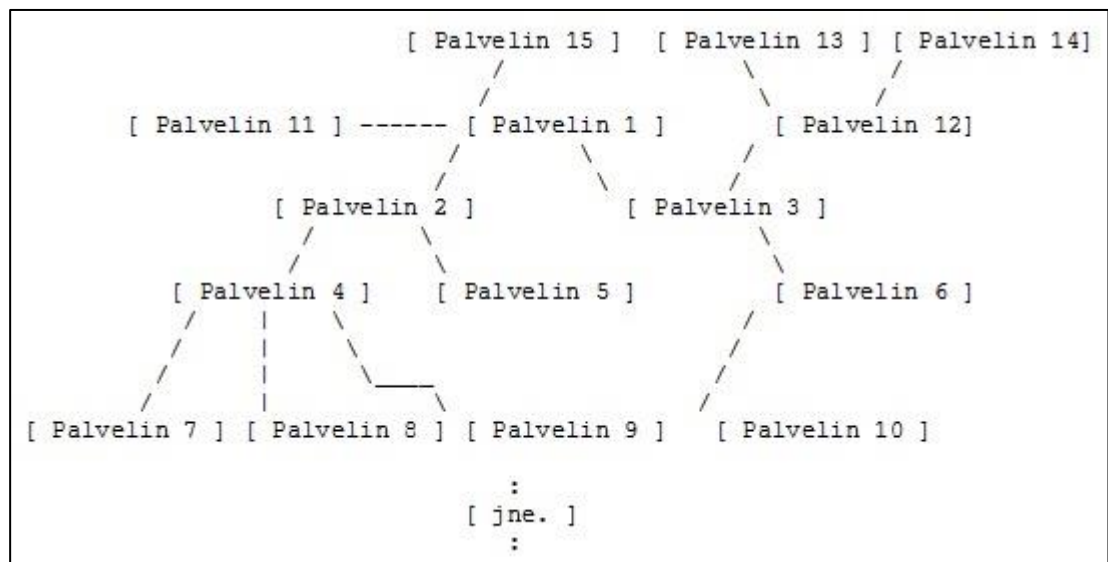 [ Palvelin 15 ] [ Palvelin 13 ] [ Palvelin 14]
[ Palvelin 11 ] ------ [ Palvelin 1 ] [ Palvelin 12]
[ Palvelin 2 ] [ Palvelin 3 ]
[ Palvelin 4 ] [ Palvelin 5 ] [ Palvelin 6 ]
[ Palvelin 7 ] [ Palvelin 8 ] [ Palvelin 9 ] [ Palvelin 10 ]
:
[ jne. ]
: